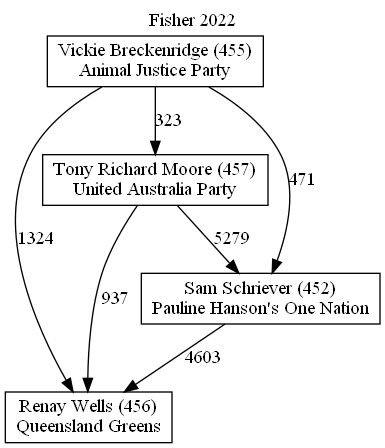 Fisher 2022
Vickie Breckenridge (455)
Animal Justice Party
323
Tony Richard Moore (457)
United Australia Party
471
1324
5279
937
Sam Schriever (452)
Pauline Hanson's One Nation
4603
Renay Wells (456)
Queensland Greens